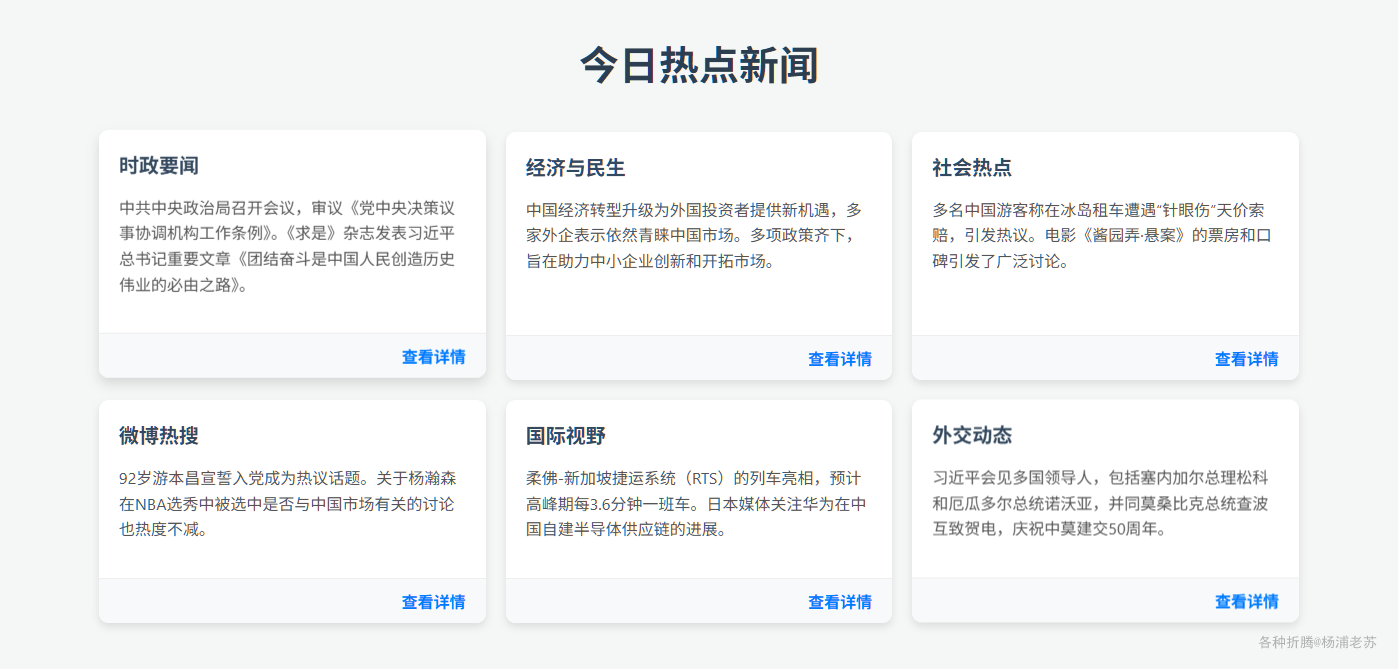 今日热点新闻
时政要闻
中共中央政治局召开会议，审议《党中央决策议
事协调机构工作条例》。《求是》杂志发表习近平
总书记重要文章《团结奋斗是中国人民创造历史
伟业的必由之路》。
查看详情
经济与民生
中国经济转型升级为外国投资者提供新机遇，多
家外企表示依然青睐中国市场。多项政策齐下，
旨在助力中小企业创新和开拓市场。
查看详情
社会热点
多名中国游客称在冰岛租车遭遇“针眼伤”天价索
赔，引发热议。电影《酱园弄·悬案》的票房和口
碑引发了广泛讨论。
查看详情
微博热搜
92岁游本昌宣誓入党成为热议话题。关于杨瀚森
在NBA选秀中被选中是否与中国市场有关的讨论
也热度不减。
查看详情
国际视野
柔佛-新加坡捷运系统（RTS）的列车亮相，预计
高峰期每3.6分钟一班车。日本媒体关注华为在中
国自建半导体供应链的进展。
查看详情
外交动态
习近平会见多国领导人，包括塞内加尔总理松科
和厄瓜多尔总统诺沃亚，并同莫桑比克总统查波
互致贺电，庆祝中莫建交50周年。
查看详情
各种折腾@杨浦老苏